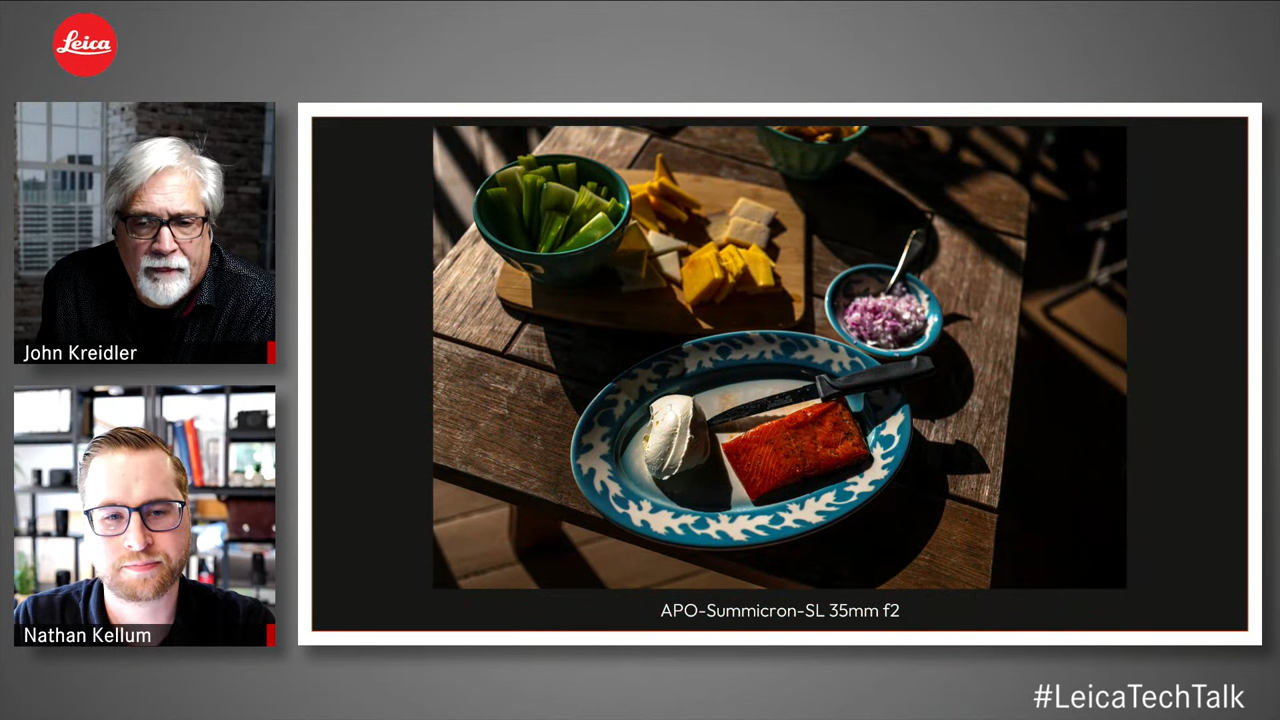 Leica
John Kreidler
Nathan Kellum
APO-Summicron-SL 35mm f2
#LeicaTechTalk